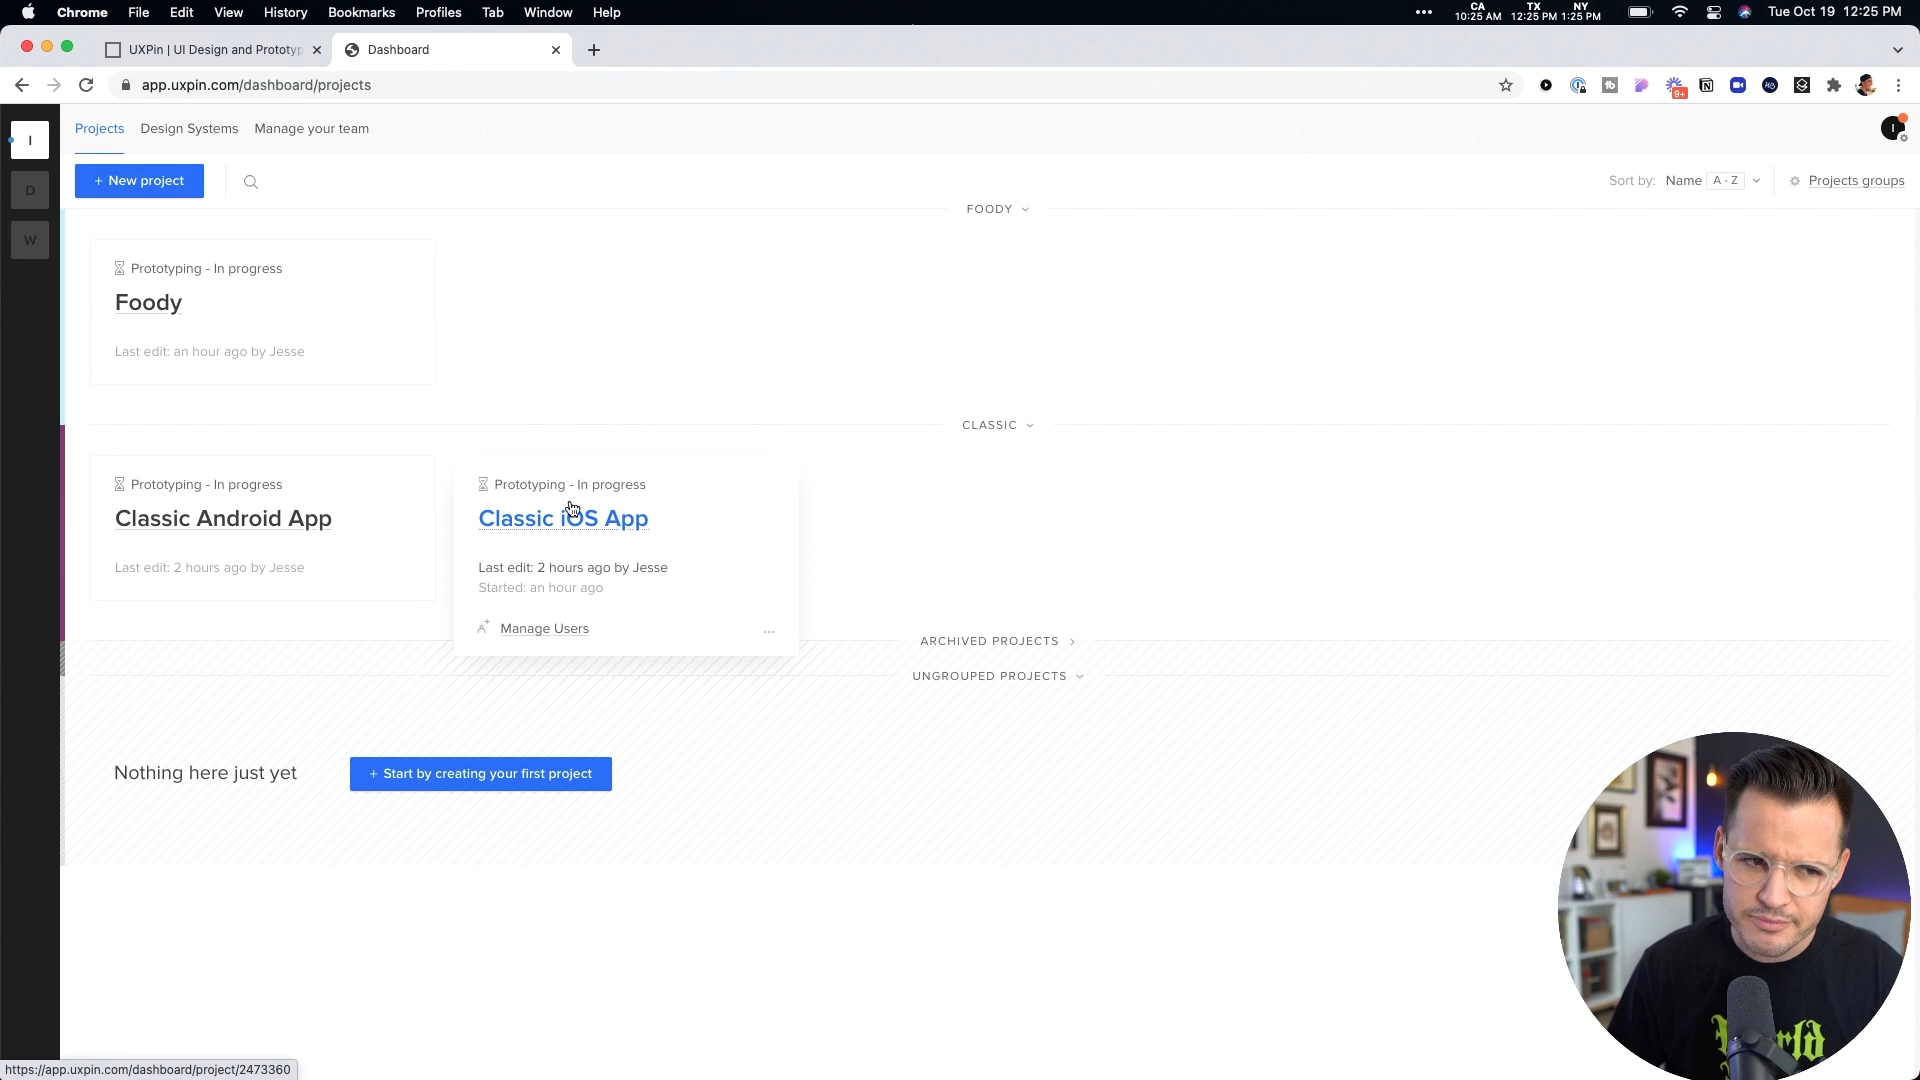 Chrome File Edit View History Bookmarks Profiles Tab Window Help
CA TX NY
10:25 AM 12:25 PM 1:25 PM
Tue Oct 19 12:25 PM
UXPin | UI Design and Prototyp
Dashboard
app.uxpin.com/dashboard/projects
9+
I
Projects Design Systems Manage your team
I
+ New project
Sort by: Name A - Z
Projects groups
D
W
FOODY
Prototyping - In progress
Foody
Last edit: an hour ago by Jesse
CLASSIC
Prototyping - In progress
Classic Android App
Last edit: 2 hours ago by Jesse
Prototyping - In progress
Classic iOS App
Last edit: 2 hours ago by Jesse
Started: an hour ago
Manage Users
...
ARCHIVED PROJECTS
UNGROUPED PROJECTS
Nothing here just yet
+ Start by creating your first project
https://app.uxpin.com/dashboard/project/2473360